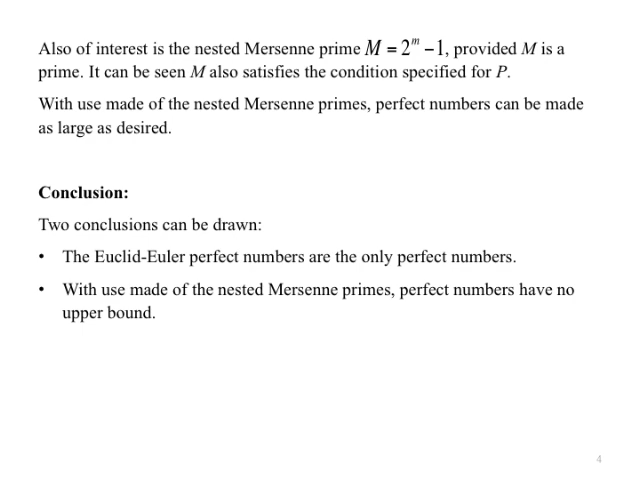 Also of interest is the nested Mersenne prime M = 2^m − 1, provided M is a
prime. It can be seen M also satisfies the condition specified for P.
With use made of the nested Mersenne primes, perfect numbers can be made
as large as desired.
Conclusion:
Two conclusions can be drawn:
• The Euclid-Euler perfect numbers are the only perfect numbers.
• With use made of the nested Mersenne primes, perfect numbers have no
upper bound.
4